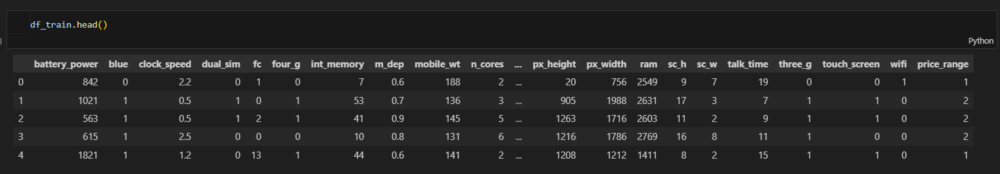 df_train.head()
]
Python
battery_power blue clock_speed dual_sim fc four_g int_memory m_dep mobile_wt n_cores ... px_height px_width ram sc_h sc_w talk_time three_g touch_screen wifi price_range
0 842 0 2.2 0 1 0 7 0.6 188 2 ... 20 756 2549 9 7 19 0 0 1 1
1 1021 1 0.5 1 0 1 53 0.7 136 3 ... 905 1988 2631 17 3 7 1 1 0 2
2 563 1 0.5 1 2 1 41 0.9 145 5 ... 1263 1716 2603 11 2 9 1 1 0 2
3 615 1 2.5 0 0 0 10 0.8 131 6 ... 1216 1786 2769 16 8 11 1 0 0 2
4 1821 1 1.2 0 13 1 44 0.6 141 2 ... 1208 1212 1411 8 2 15 1 1 0 1